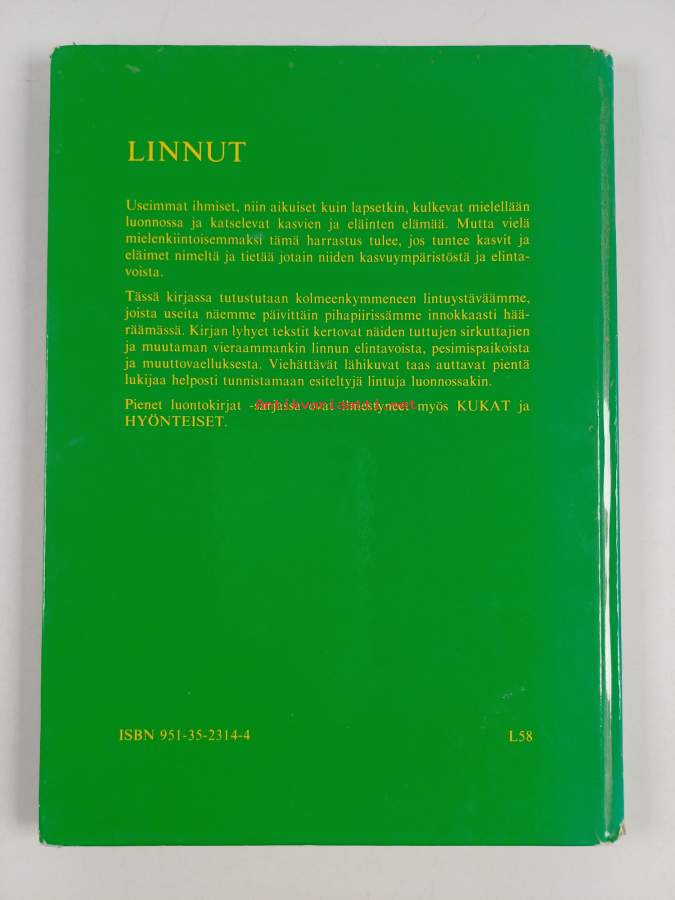 LINNUT
Useimmat ihmiset, niin aikuiset kuin lapsetkin, kulkevat mielellään
luonnossa ja katselevat kasvien ja eläinten elämää. Mutta vielä
mielenkiintoisemmaksi tämä harrastus tulee, jos tuntee kasvit ja
eläimet nimeltä ja tietää jotain niiden kasvuympäristöstä ja elinta-
voista.
Tässä kirjassa tutustutaan kolmeenkymmeneen lintuystäväämme,
joista useita näemme päivittäin pihapiirissämme innokkaasti hää-
räämässä. Kirjan lyhyet tekstit kertovat näiden tuttujen sirkuttajien
ja muutaman vieraammankin linnun elintavoista, pesimispaikoista
ja muuttovaelluksesta. Viehättävät lähikuvat taas auttavat pientä
lukijaa helposti tunnistamaan esiteltyjä lintuja luonnossakin.
Pienet luontokirjat -sarjassa ovat ilmestyneet myös KUKAT ja
Antikvariaatti.net
HYÖNTEISET.
ISBN 951-35-2314-4
L58